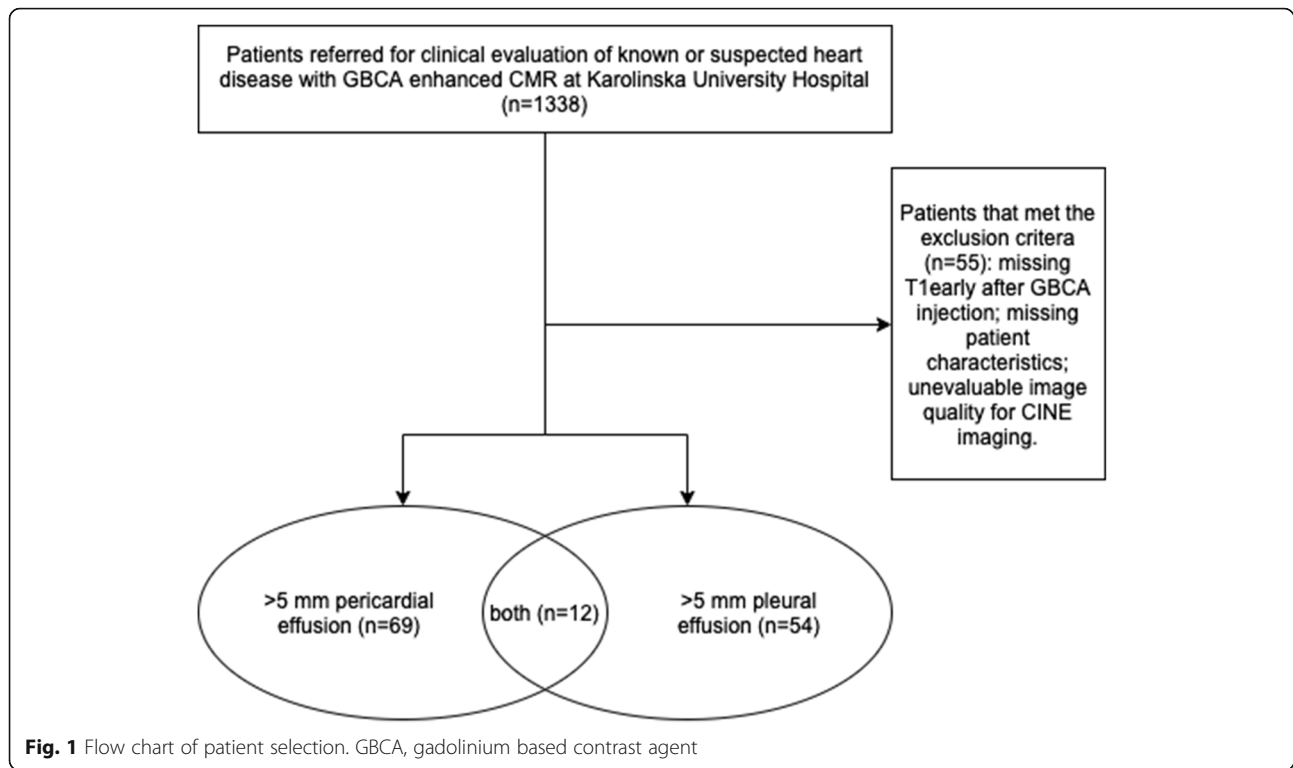 Patients referred for clinical evaluation of known or suspected heart
disease with GBCA enhanced CMR at Karolinska University Hospital
(n=1338)
Patients that met the
exclusion critera
(n=55): missing
T1early after GBCA
injection; missing
patient
characteristics;
unevaluable image
quality for CINE
imaging.
>5 mm pericardial
effusion (n=69)
both (n=12)
>5 mm pleural
effusion (n=54)
Fig. 1 Flow chart of patient selection. GBCA, gadolinium based contrast agent